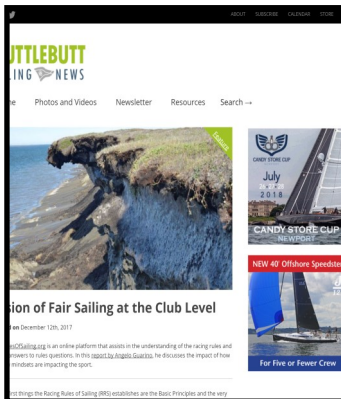 ABOUT SUBSCRIBE CALENDAR STORE
UTTLEBUTT
LING NEWS
ne Photos and Videos Newsletter Resources Search →
CANDY STORE CUP
July
2018
CANDY STORE CUP
NEWPORT
NEW 40' Offshore Speedster
For Five or Fewer Crew
sion of Fair Sailing at the Club Level
d on December 12th, 2017
esOfSailing.org is an online platform that assists in the understanding of the racing rules and
answers to rules questions. In this report by Angelo Guarino, he discusses the impact of how
mindsets are impacting the sport.
irst things the Racing Rules of Sailing (RRS) establishes are the Basic Principles and the very